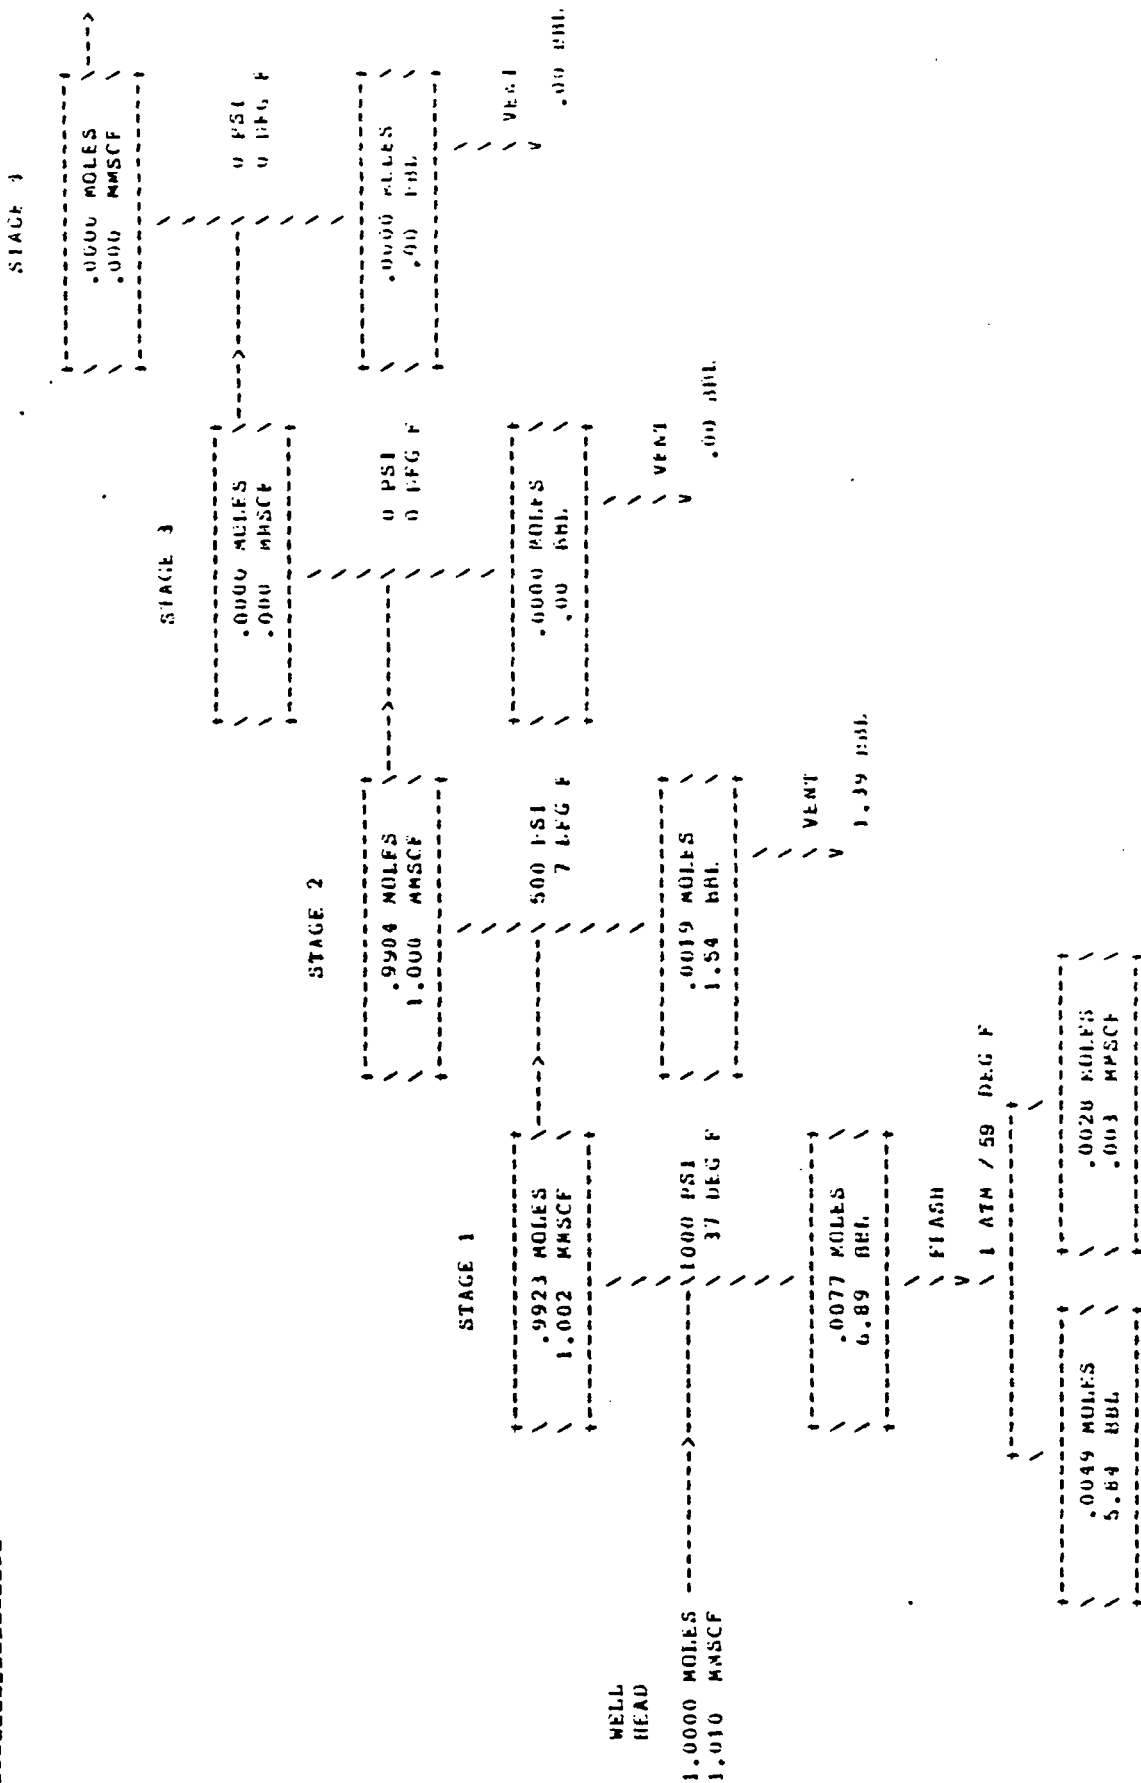 STAGE 4
.0000 MOLES
.000 MMSCF
0 PSI
0 DEG F
.0000 MOLES
.00 BBL
VENT
.00 BBL
STAGE 3
.0000 MOLES
.000 MMSCF
0 PSI
0 DEG F
.0000 MOLES
.00 BBL
VENT
.00 BBL
STAGE 2
.9904 MOLES
1.000 MMSCF
500 PSI
7 DEG F
.0019 MOLES
1.54 BBL
VENT
1.39 BBL
STAGE 1
.9923 MOLES
1.002 MMSCF
1000 PSI
37 DEG F
.0077 MOLES
6.89 BBL
FLASH
1 ATM / 59 DEG F
.0049 MOLES
5.84 BBL
.0028 MOLES
.003 MMSCF
WELL
HEAD
1.0000 MOLES
1.010 MMSCF